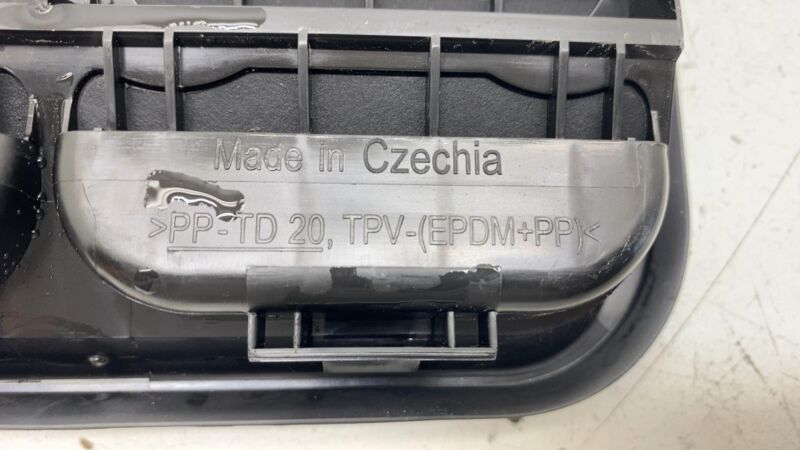 Made in Czechia
>PP-TD 20, TPV-(EPDM+PP)<